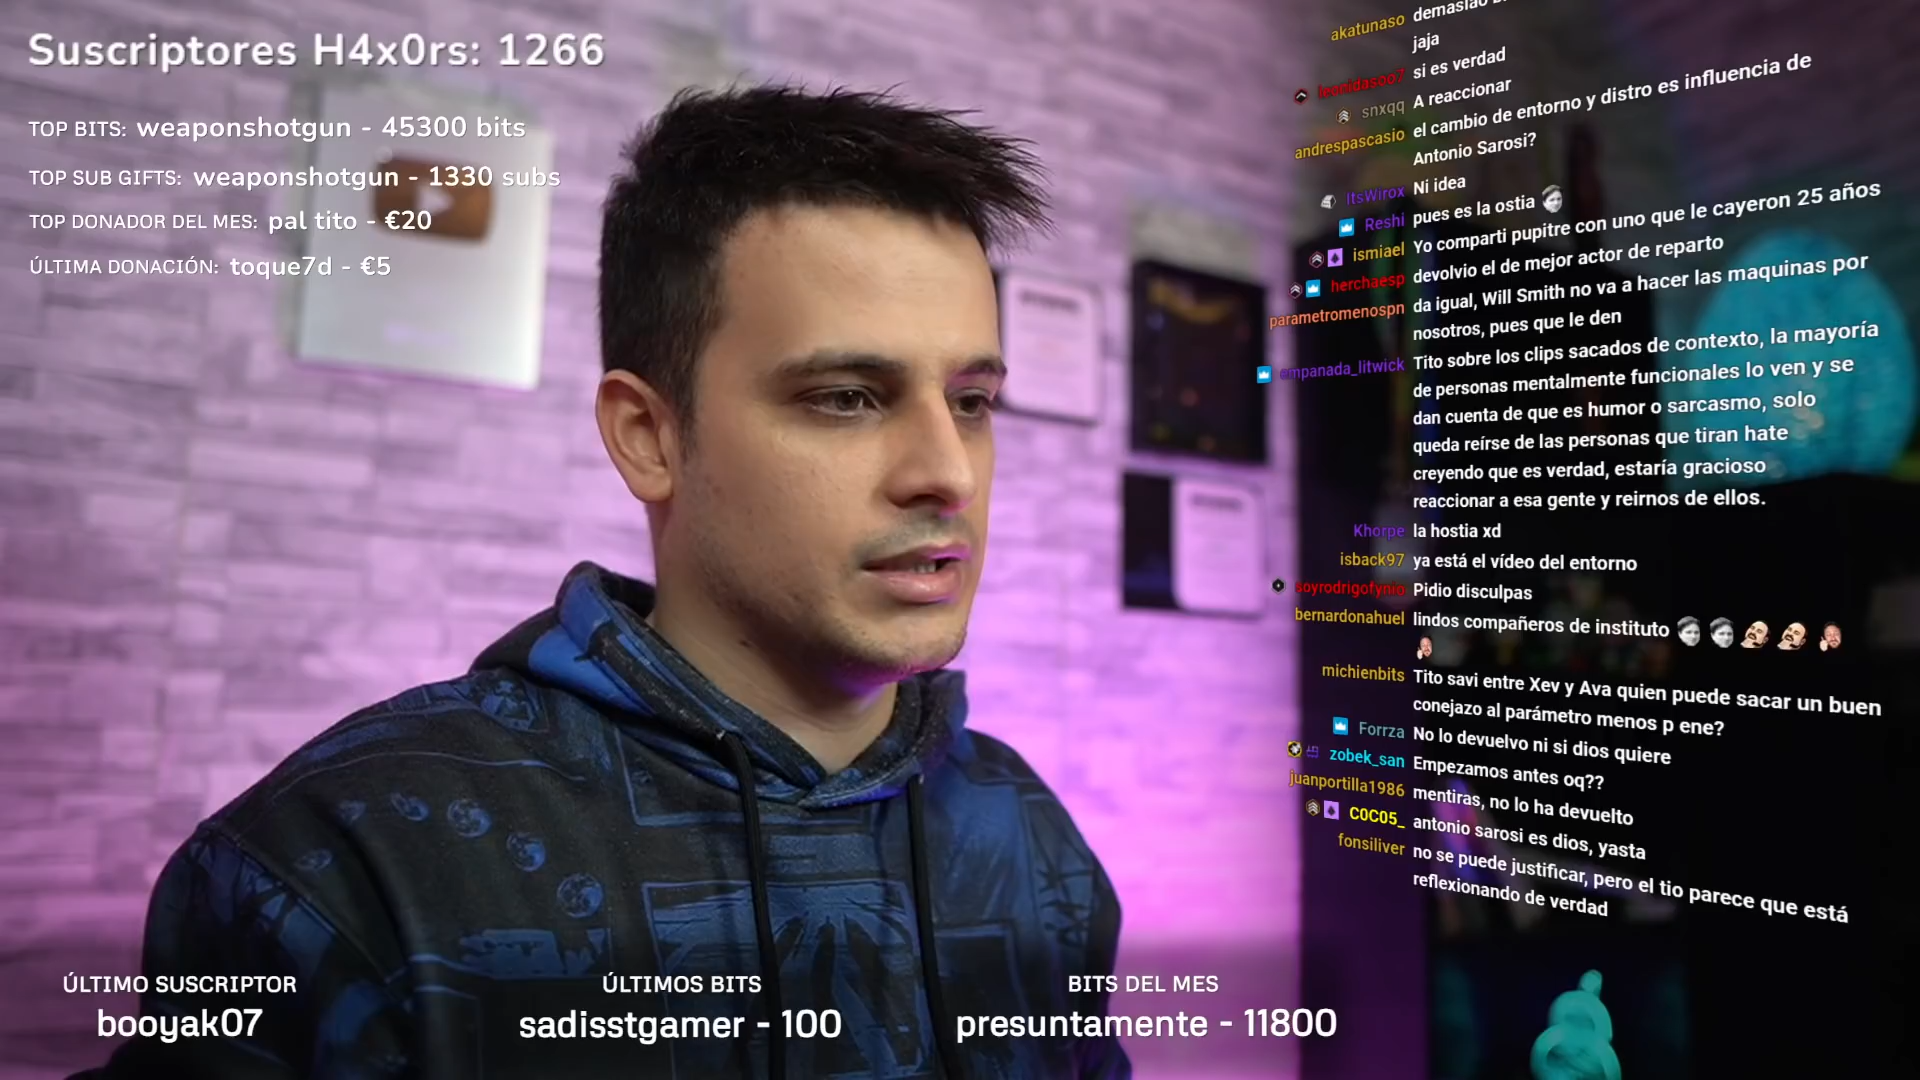 Suscriptores H4x0rs: 1266
TOP BITS: weaponshotgun - 45300 bits
TOP SUB GIFTS: weaponshotgun - 1330 subs
TOP DONADOR DEL MES: pal tito - €20
ÚLTIMA DONACIÓN: toque7d - €5
akatunaso demasiao
jaja
leonidasoo7 si es verdad
snxqq A reaccionar
andrespascasio el cambio de entorno y distro es influencia de
Antonio Sarosi?
ItsWirox Ni idea
Reshi pues es la ostia
ismiael Yo comparti pupitre con uno que le cayeron 25 años
herchaesp devolvio el de mejor actor de reparto
parametromenospn da igual, Will Smith no va a hacer las maquinas por
nosotros, pues que le den
empanada_litwick Tito sobre los clips sacados de contexto, la mayoría
de personas mentalmente funcionales lo ven y se
dan cuenta de que es humor o sarcasmo, solo
queda reírse de las personas que tiran hate
creyendo que es verdad, estaría gracioso
reaccionar a esa gente y reirnos de ellos.
Khorpe la hostia xd
isback97 ya está el vídeo del entorno
soyrodrigofynio Pidio disculpas
bernardonahuel lindos compañeros de instituto
michienbits Tito savi entre Xev y Ava quien puede sacar un buen
conejazo al parámetro menos p ene?
Forrza No lo devuelvo ni si dios quiere
zobek_san Empezamos antes oq??
juanportilla1986 mentiras, no lo ha devuelto
C0C05_ antonio sarosi es dios, yasta
fonsiliver no se puede justificar, pero el tio parece que está
reflexionando de verdad
ÚLTIMO SUSCRIPTOR
booyak07
ÚLTIMOS BITS
sadisstgamer - 100
BITS DEL MES
presuntamente - 11800